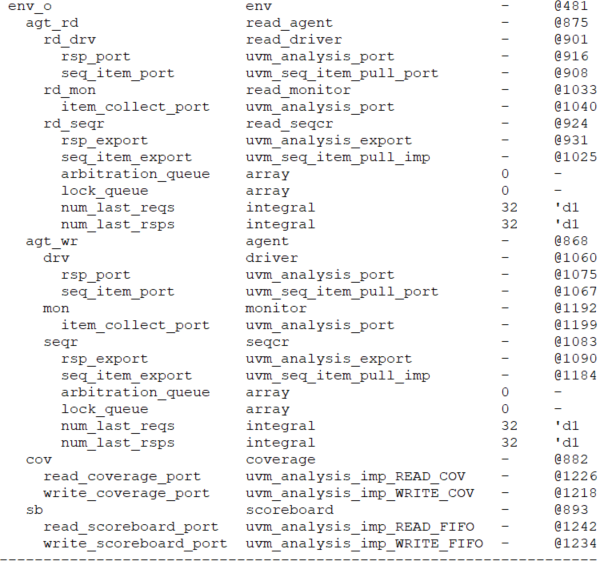 env_o env - @481
agt_rd read_agent - @875
rd_drv read_driver - @901
rsp_port uvm_analysis_port - @916
seq_item_port uvm_seq_item_pull_port - @908
rd_mon read_monitor - @1033
item_collect_port uvm_analysis_port - @1040
rd_seqr read_seqcr - @924
rsp_export uvm_analysis_export - @931
seq_item_export uvm_seq_item_pull_imp - @1025
arbitration_queue array 0 -
lock_queue array 0 -
num_last_reqs integral 32 'd1
num_last_rsps integral 32 'd1
agt_wr agent - @868
drv driver - @1060
rsp_port uvm_analysis_port - @1075
seq_item_port uvm_seq_item_pull_port - @1067
mon monitor - @1192
item_collect_port uvm_analysis_port - @1199
seqr seqcr - @1083
rsp_export uvm_analysis_export - @1090
seq_item_export uvm_seq_item_pull_imp - @1184
arbitration_queue array 0 -
lock_queue array 0 -
num_last_reqs integral 32 'd1
num_last_rsps integral 32 'd1
cov coverage - @882
read_coverage_port uvm_analysis_imp_READ_COV - @1226
write_coverage_port uvm_analysis_imp_WRITE_COV - @1218
sb scoreboard - @893
read_scoreboard_port uvm_analysis_imp_READ_FIFO - @1242
write_scoreboard_port uvm_analysis_imp_WRITE_FIFO - @1234